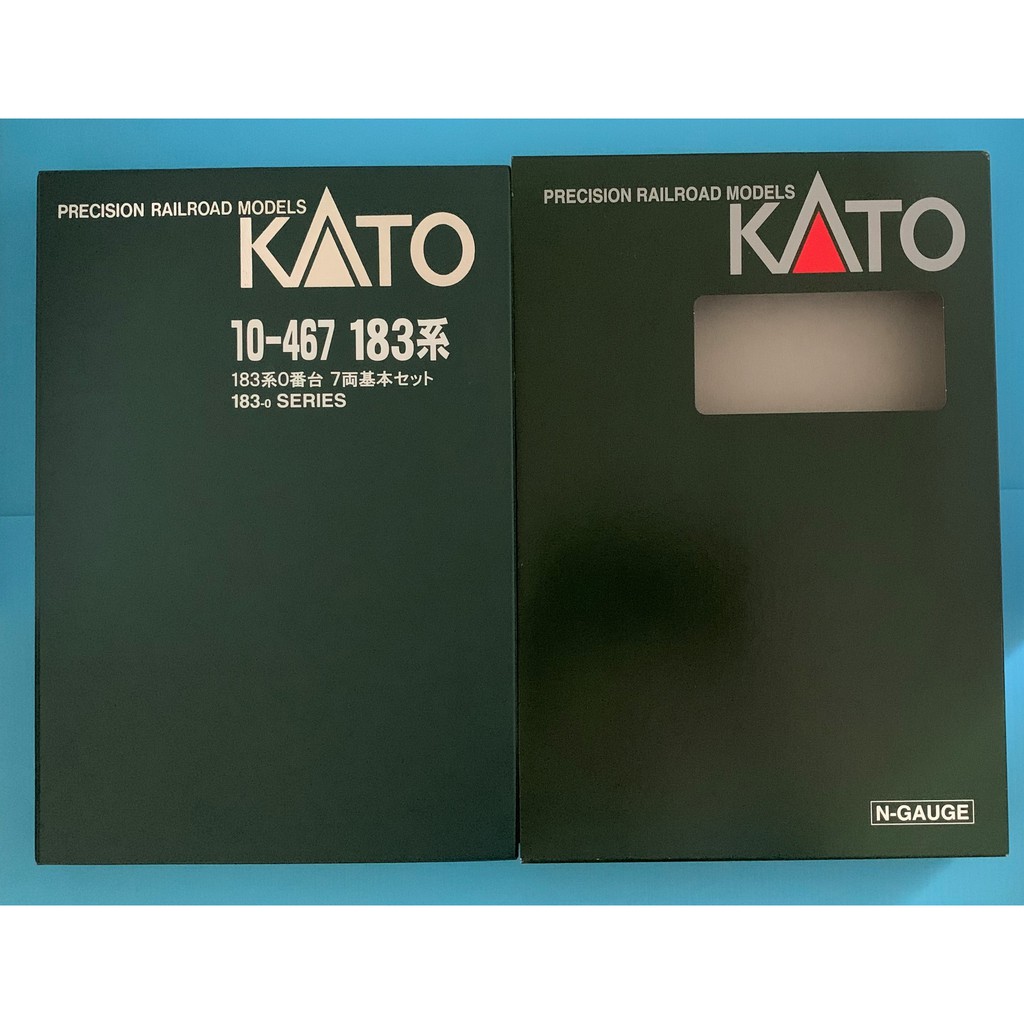 PRECISION RAILROAD MODELS
KATO
10-467 183系
183系0番台 7両基本セット
183-0 SERIES
PRECISION RAILROAD MODELS
KATO
N-GAUGE